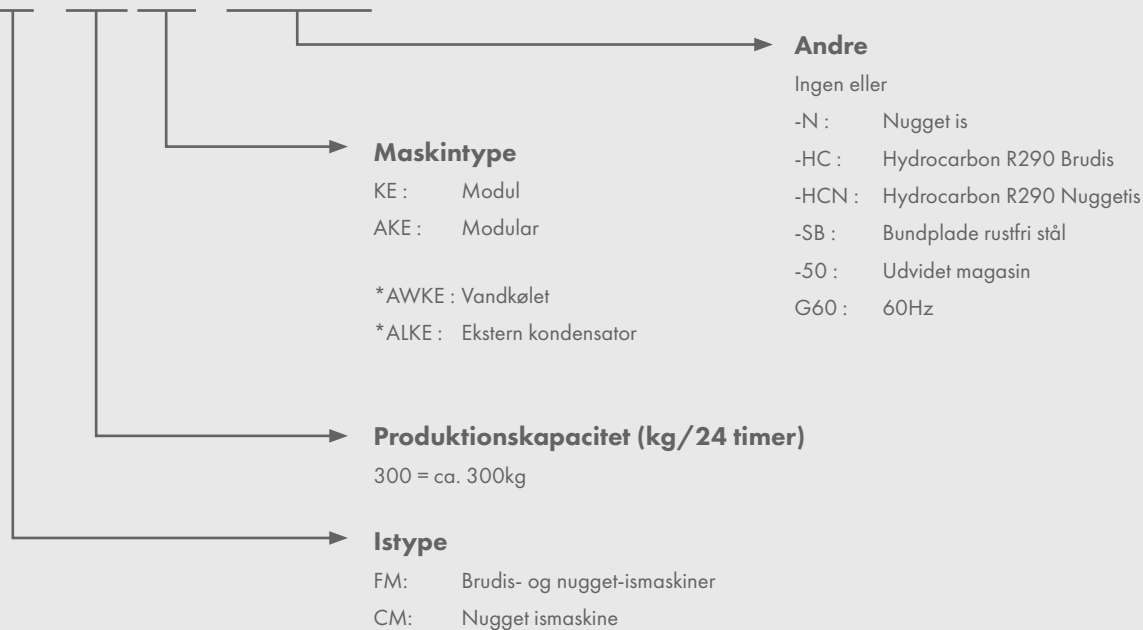 Andre
Ingen eller
-N : Nugget is
-HC : Hydrocarbon R290 Brudis
-HCN : Hydrocarbon R290 Nuggetis
-SB : Bundplade rustfri stål
-50 : Udvidet magasin
G60 : 60Hz
Maskintype
KE : Modul
AKE : Modular
*AWKE : Vandkølet
*ALKE : Ekstern kondensator
Produktionskapacitet (kg/24 timer)
300 = ca. 300kg
Istype
FM: Brudis- og nugget-ismaskiner
CM: Nugget ismaskine